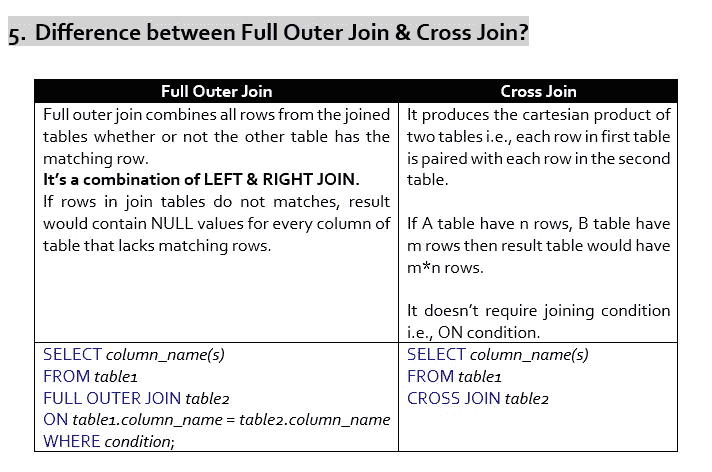 5. Difference between Full Outer Join & Cross Join?
Full Outer Join
Full outer join combines all rows from the joined
tables whether or not the other table has the
matching row.
It's a combination of LEFT & RIGHT JOIN.
If rows in join tables do not matches, result
would contain NULL values for every column of
table that lacks matching rows.
Cross Join
It produces the cartesian product of
two tables i.e., each row in first table
is paired with each row in the second
table.
If A table have n rows, B table have
m rows then result table would have
m*n rows.
It doesn't require joining condition
i.e., ON condition.
SELECT column_name(s)
FROM table1
FULL OUTER JOIN table2
ON table1.column_name = table2.column_name
WHERE condition;
SELECT column_name(s)
FROM table1
CROSS JOIN table2